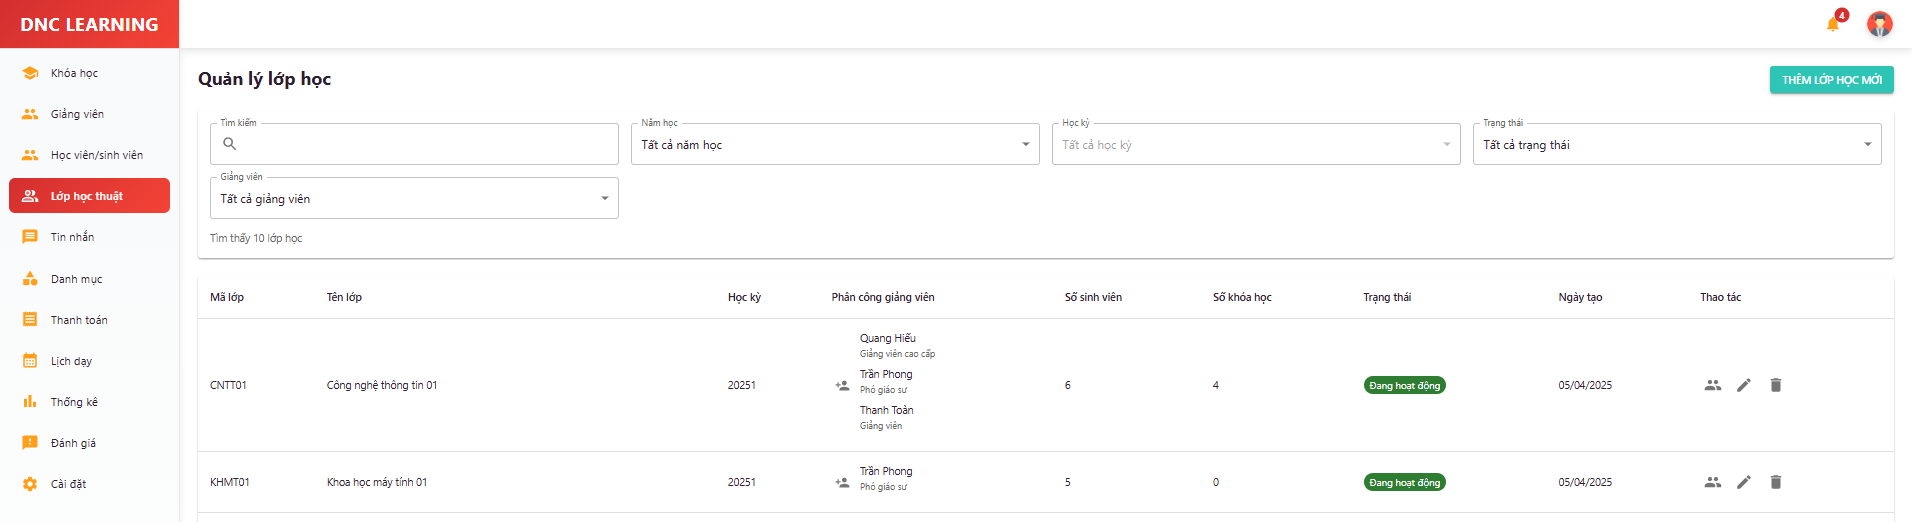 DNC LEARNING
4
Khóa học
Giảng viên
Học viên/sinh viên
Lớp học thuật
Tin nhắn
Danh mục
Thanh toán
Lịch dạy
Thống kê
Đánh giá
Cài đặt
Quản lý lớp học
THÊM LỚP HỌC MỚI
Tìm kiếm
Năm học
Tất cả năm học
Học kỳ
Tất cả học kỳ
Trạng thái
Tất cả trạng thái
Giảng viên
Tất cả giảng viên
Tìm thấy 10 lớp học
Mã lớp Tên lớp Học kỳ Phân công giảng viên Số sinh viên Số khóa học Trạng thái Ngày tạo Thao tác
Quang Hiếu
Giảng viên cao cấp
Trần Phong
Phó giáo sư
Thanh Toàn
Giảng viên
CNTT01 Công nghệ thông tin 01 20251 6 4 Đang hoạt động 05/04/2025
Trần Phong
Phó giáo sư
KHMT01 Khoa học máy tính 01 20251 5 0 Đang hoạt động 05/04/2025